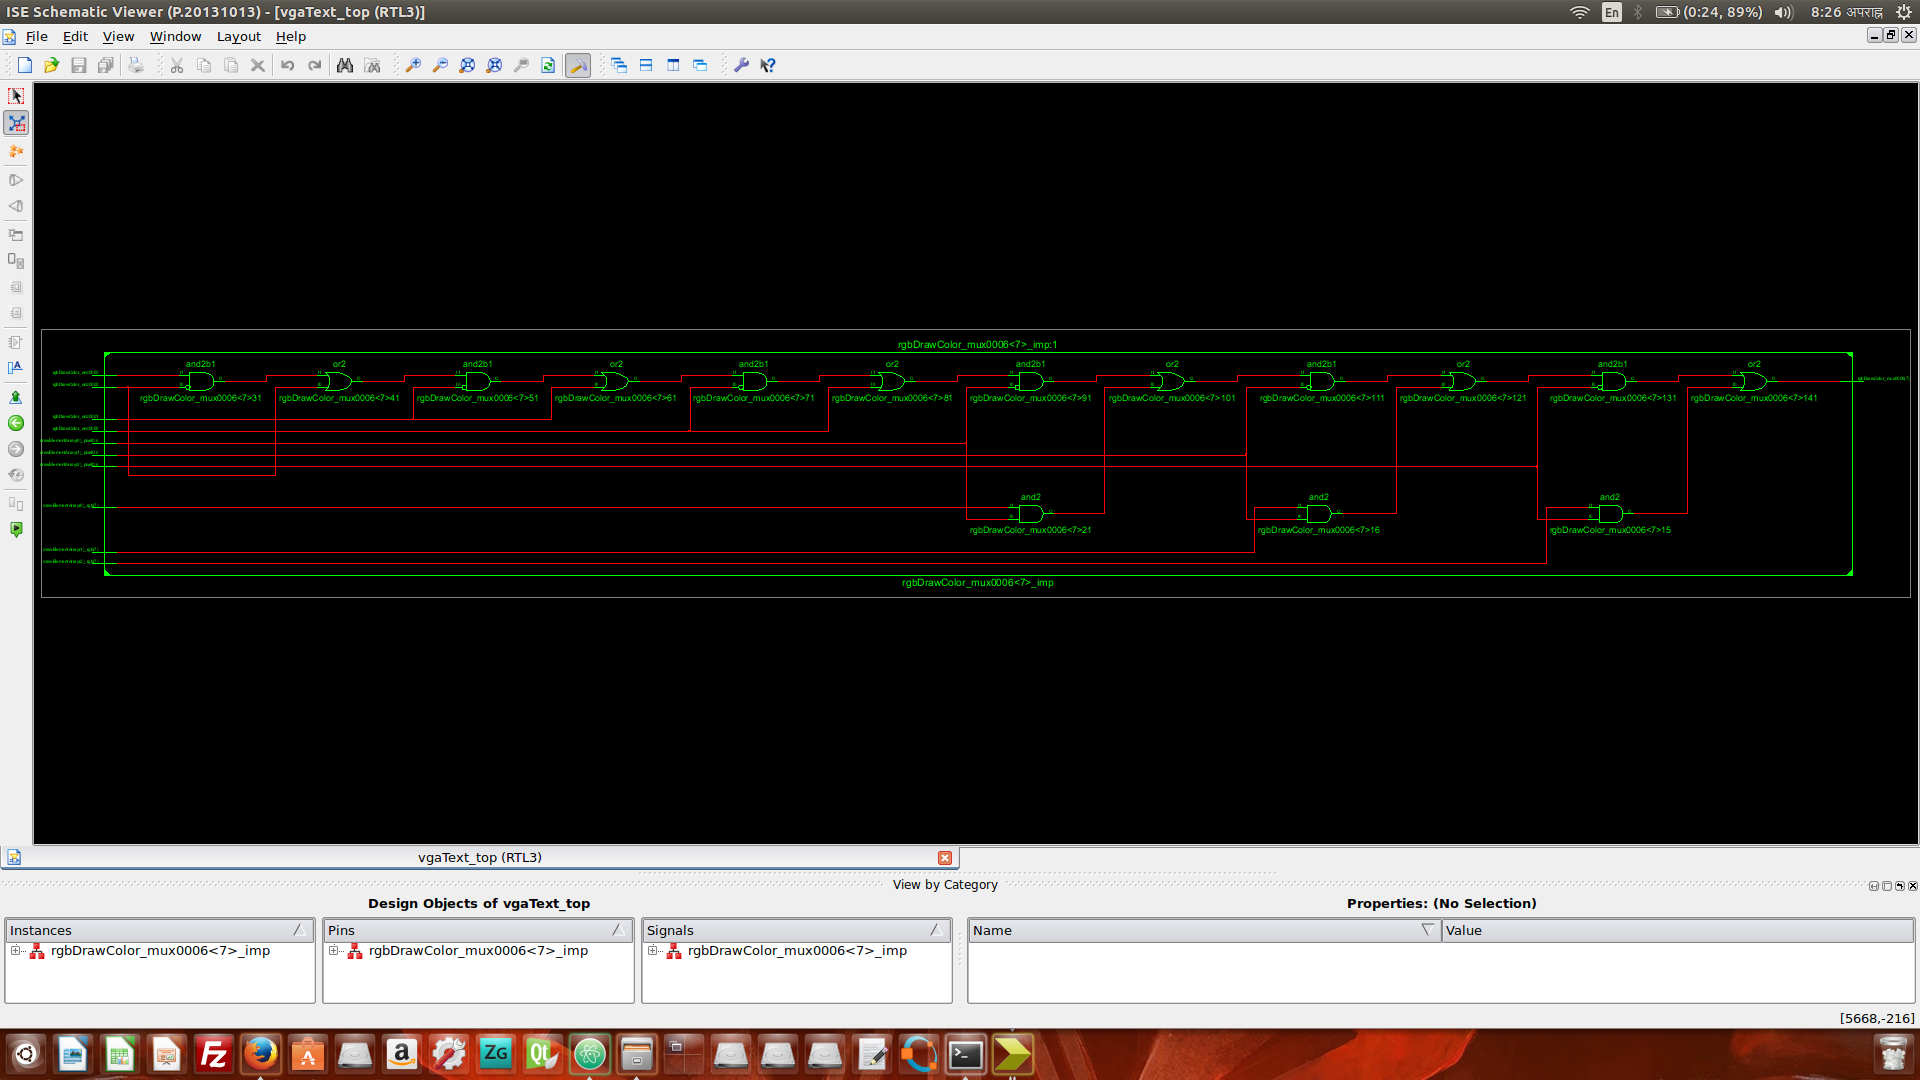 ISE Schematic Viewer (P.20131013) - [vgaText_top (RTL3)]
En
(0:24, 89%)
8:26 अपराह्न
File Edit View Window Layout Help
rgbDrawColor_mux0006<7>_imp:1
and2b1 or2 and2b1 or2 and2b1 or2 and2b1 or2 and2b1 or2 and2b1 or2
rgbDrawColor_mux0006<7>31 rgbDrawColor_mux0006<7>41 rgbDrawColor_mux0006<7>51 rgbDrawColor_mux0006<7>61 rgbDrawColor_mux0006<7>71 rgbDrawColor_mux0006<7>81 rgbDrawColor_mux0006<7>91 rgbDrawColor_mux0006<7>101 rgbDrawColor_mux0006<7>111 rgbDrawColor_mux0006<7>121 rgbDrawColor_mux0006<7>131 rgbDrawColor_mux0006<7>141
and2 and2 and2
rgbDrawColor_mux0006<7>21 rgbDrawColor_mux0006<7>16 rgbDrawColor_mux0006<7>15
rgbDrawColor_mux0006<7>_imp
vgaText_top (RTL3)
View by Category
Design Objects of vgaText_top
Properties: (No Selection)
Instances
Pins
Signals
Name
Value
rgbDrawColor_mux0006<7>_imp
rgbDrawColor_mux0006<7>_imp
rgbDrawColor_mux0006<7>_imp
[5668,-216]